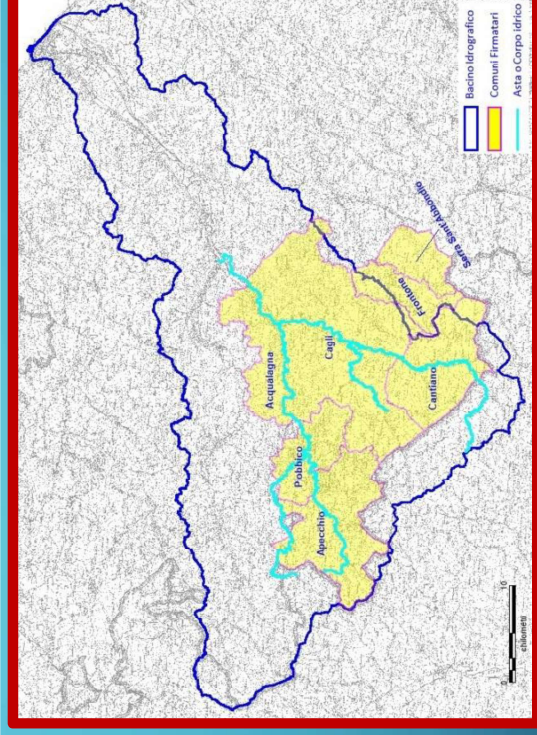 Bacino Idrografico
Comuni Firmatari
Asta o Corpo idrico
Serra Sant'Abbondio
Frontone
Acqualagna
Cagli
Piobbico
Cantiano
Apecchio
0 10
chilometri